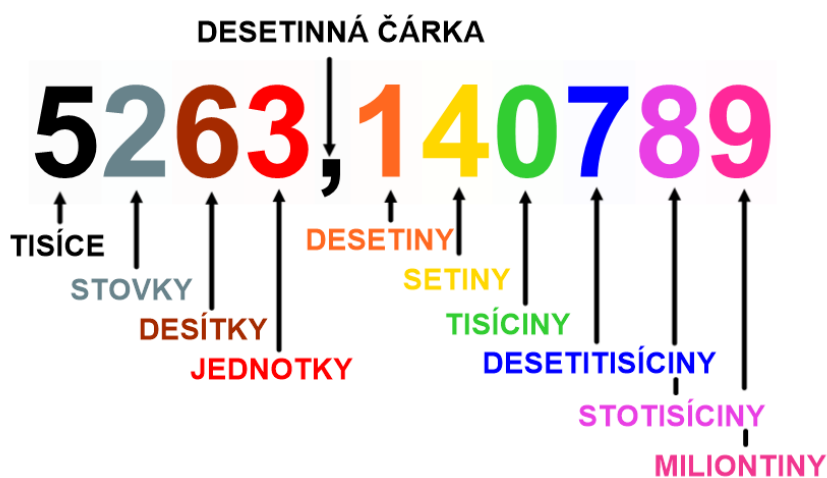 DESETINNÁ ČÁRKA
5263,140789
TISÍCE
DESETINY
STOVKY
SETINY
DESÍTKY
TISÍCINY
JEDNOTKY
DESETITISÍCINY
STOTISÍCINY
MILIONTINY